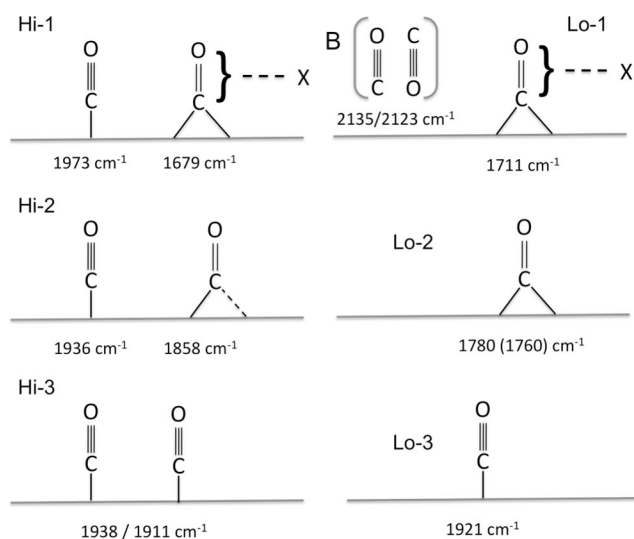 Hi-1
O
C
1973 cm⁻¹
O
C
X
1679 cm⁻¹
B
O
C
C
O
2135/2123 cm⁻¹
Lo-1
O
C
X
1711 cm⁻¹
Hi-2
O
C
1936 cm⁻¹
O
C
1858 cm⁻¹
Lo-2
O
C
1780 (1760) cm⁻¹
Hi-3
O
C
O
C
1938 / 1911 cm⁻¹
Lo-3
O
C
1921 cm⁻¹